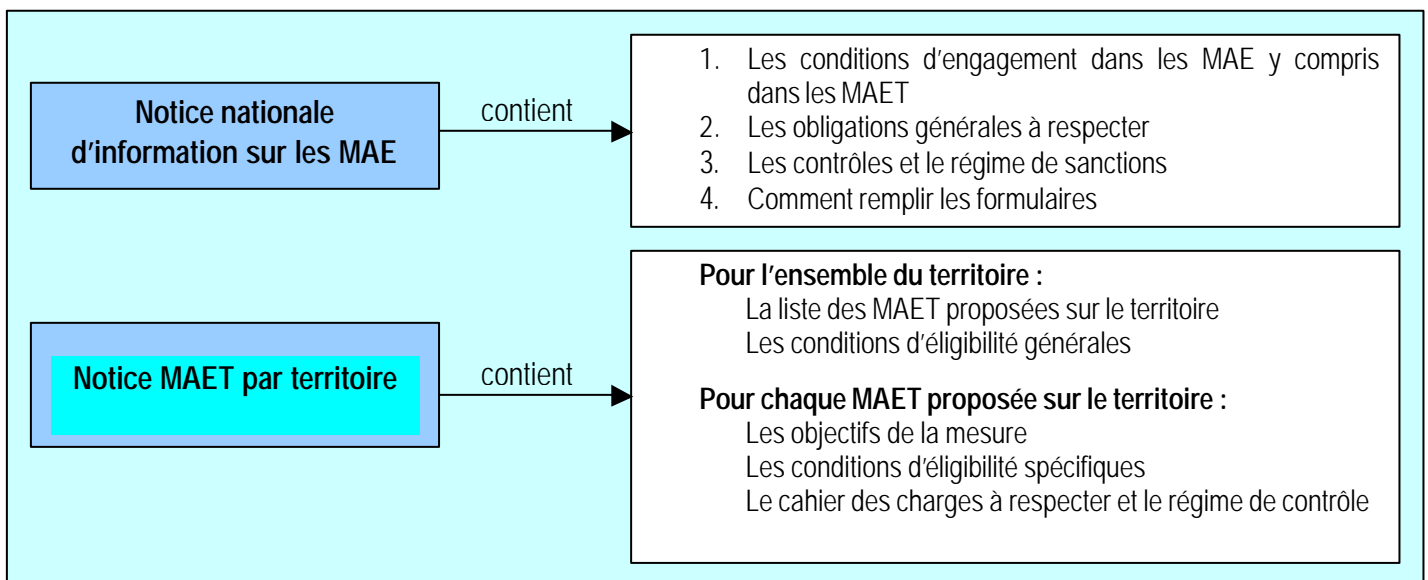 Notice nationale
d'information sur les MAE
contient
1. Les conditions d'engagement dans les MAE y compris
dans les MAET
2. Les obligations générales à respecter
3. Les contrôles et le régime de sanctions
4. Comment remplir les formulaires
Notice MAET par territoire
contient
Pour l'ensemble du territoire :
La liste des MAET proposées sur le territoire
Les conditions d'éligibilité générales
Pour chaque MAET proposée sur le territoire :
Les objectifs de la mesure
Les conditions d'éligibilité spécifiques
Le cahier des charges à respecter et le régime de contrôle